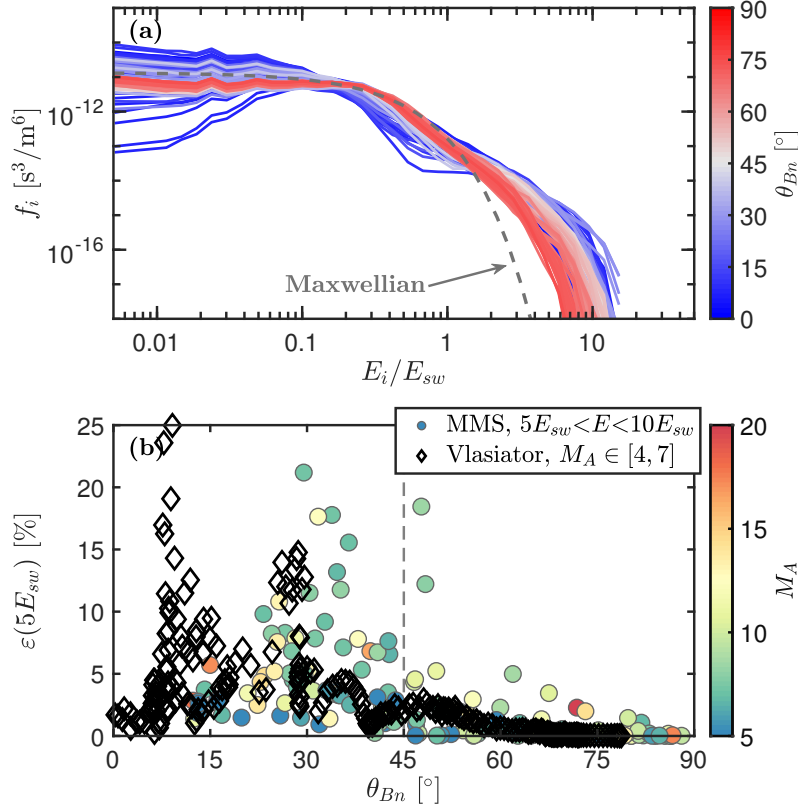 (a)
f_i [s^3/m^6]
10^-12
10^-16
Maxwellian
0.01 0.1 1 10
E_i/E_sw
90
75
60
45
30
15
0
θ_Bn [°]
MMS, 5E_sw<E<10E_sw
Vlasiator, M_A ∈ [4, 7]
(b)
ε(5E_sw) [%]
25
20
15
10
5
0
0 15 30 45 60 75 90
θ_Bn [°]
20
15
10
5
M_A